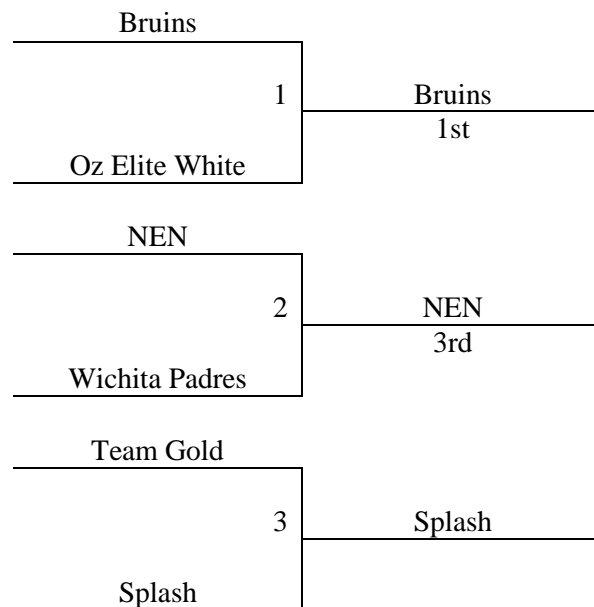 Bruins
1
Bruins
1st
Oz Elite White
NEN
2
NEN
3rd
Wichita Padres
Team Gold
3
Splash
Splash